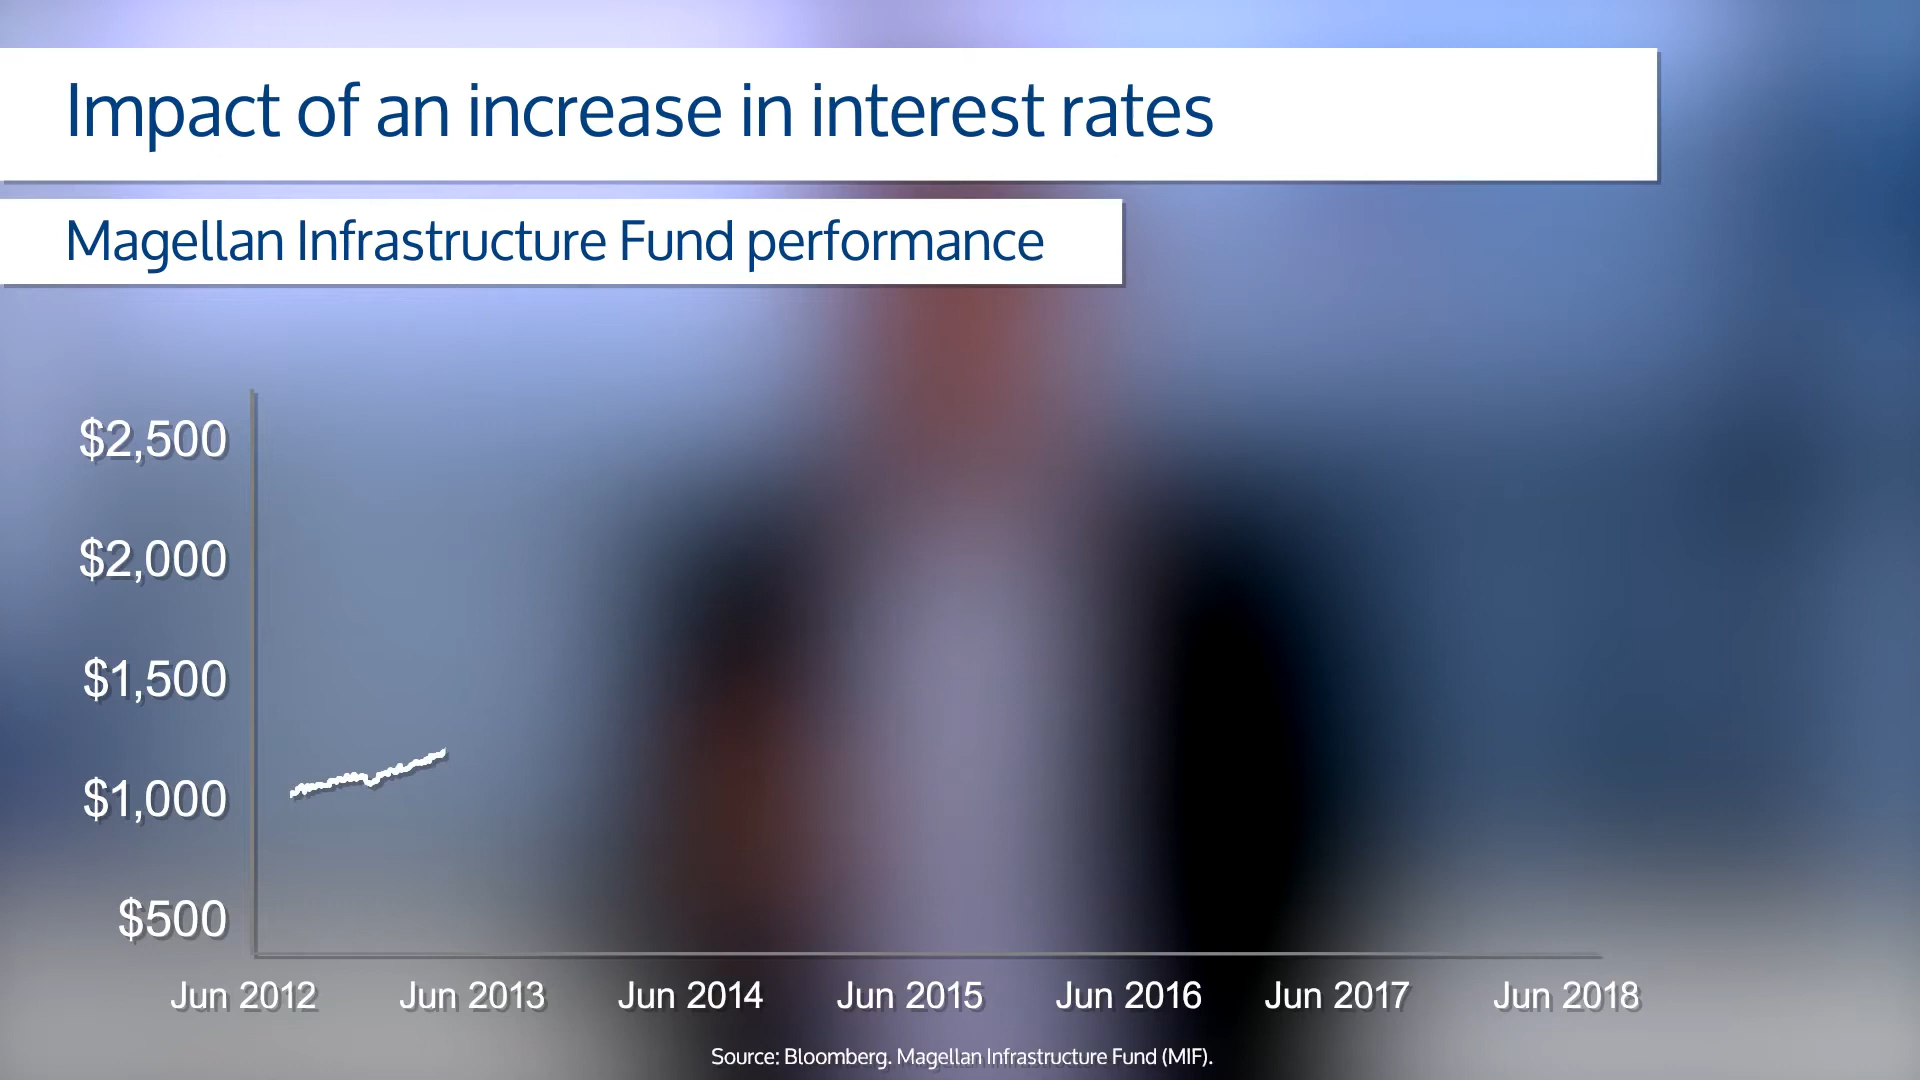 Impact of an increase in interest rates
Magellan Infrastructure Fund performance
$2,500
$2,000
$1,500
$1,000
$500
Jun 2012 Jun 2013 Jun 2014 Jun 2015 Jun 2016 Jun 2017 Jun 2018
Source: Bloomberg. Magellan Infrastructure Fund (MIF).